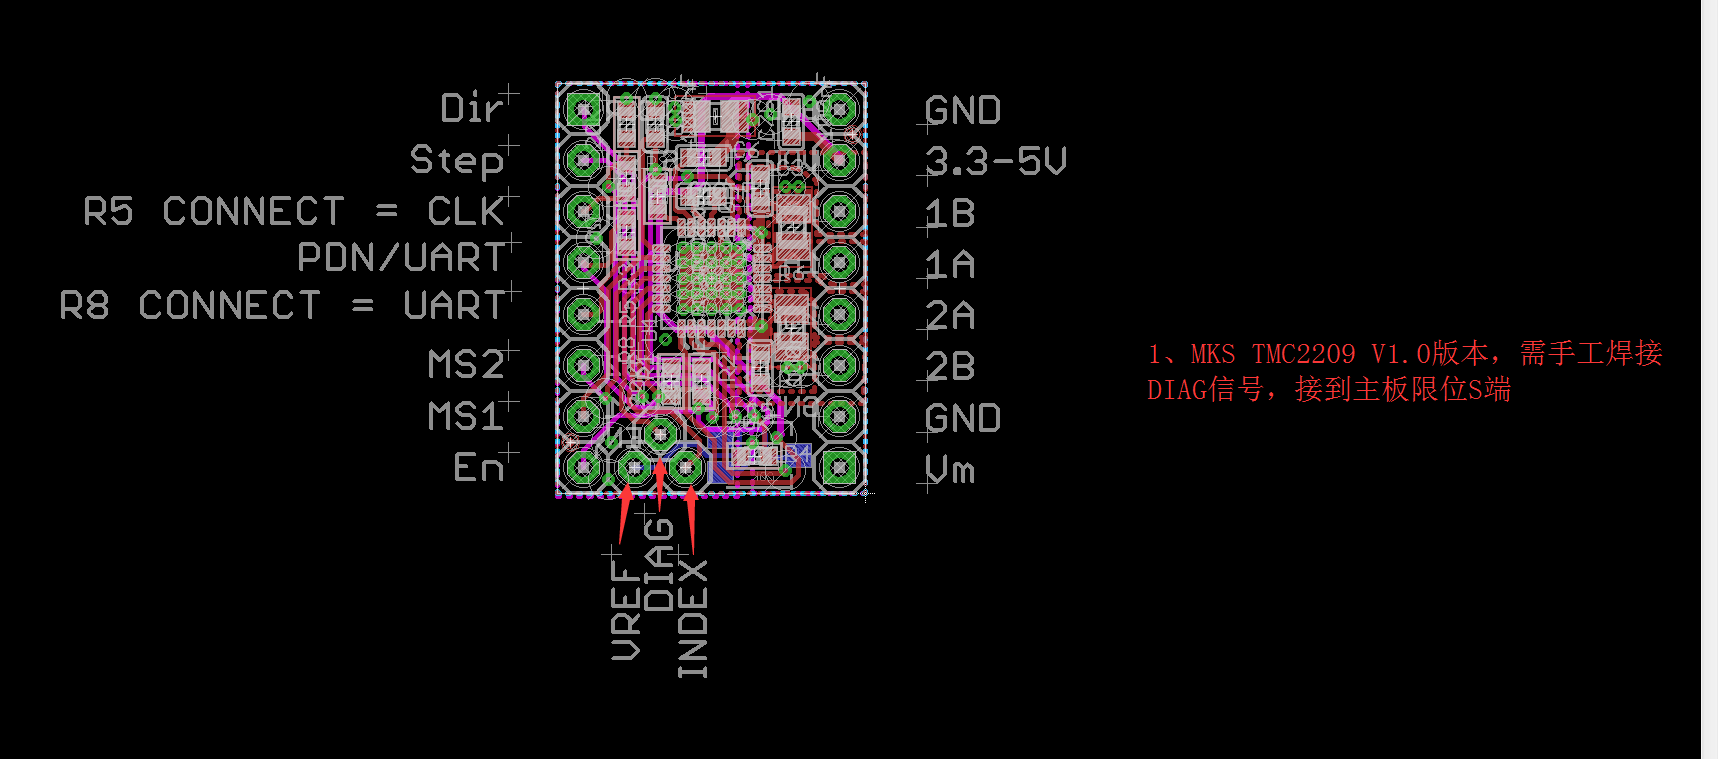 Dir
Step
R5 CONNECT = CLK
PDN/UART
R8 CONNECT = UART
MS2
MS1
En
GND
3.3-5V
1B
1A
2A
2B
GND
Vm
VREF
DIAG
INDEX
1、MKS TMC2209 V1.0版本，需手工焊接
DIAG信号，接到主板限位S端